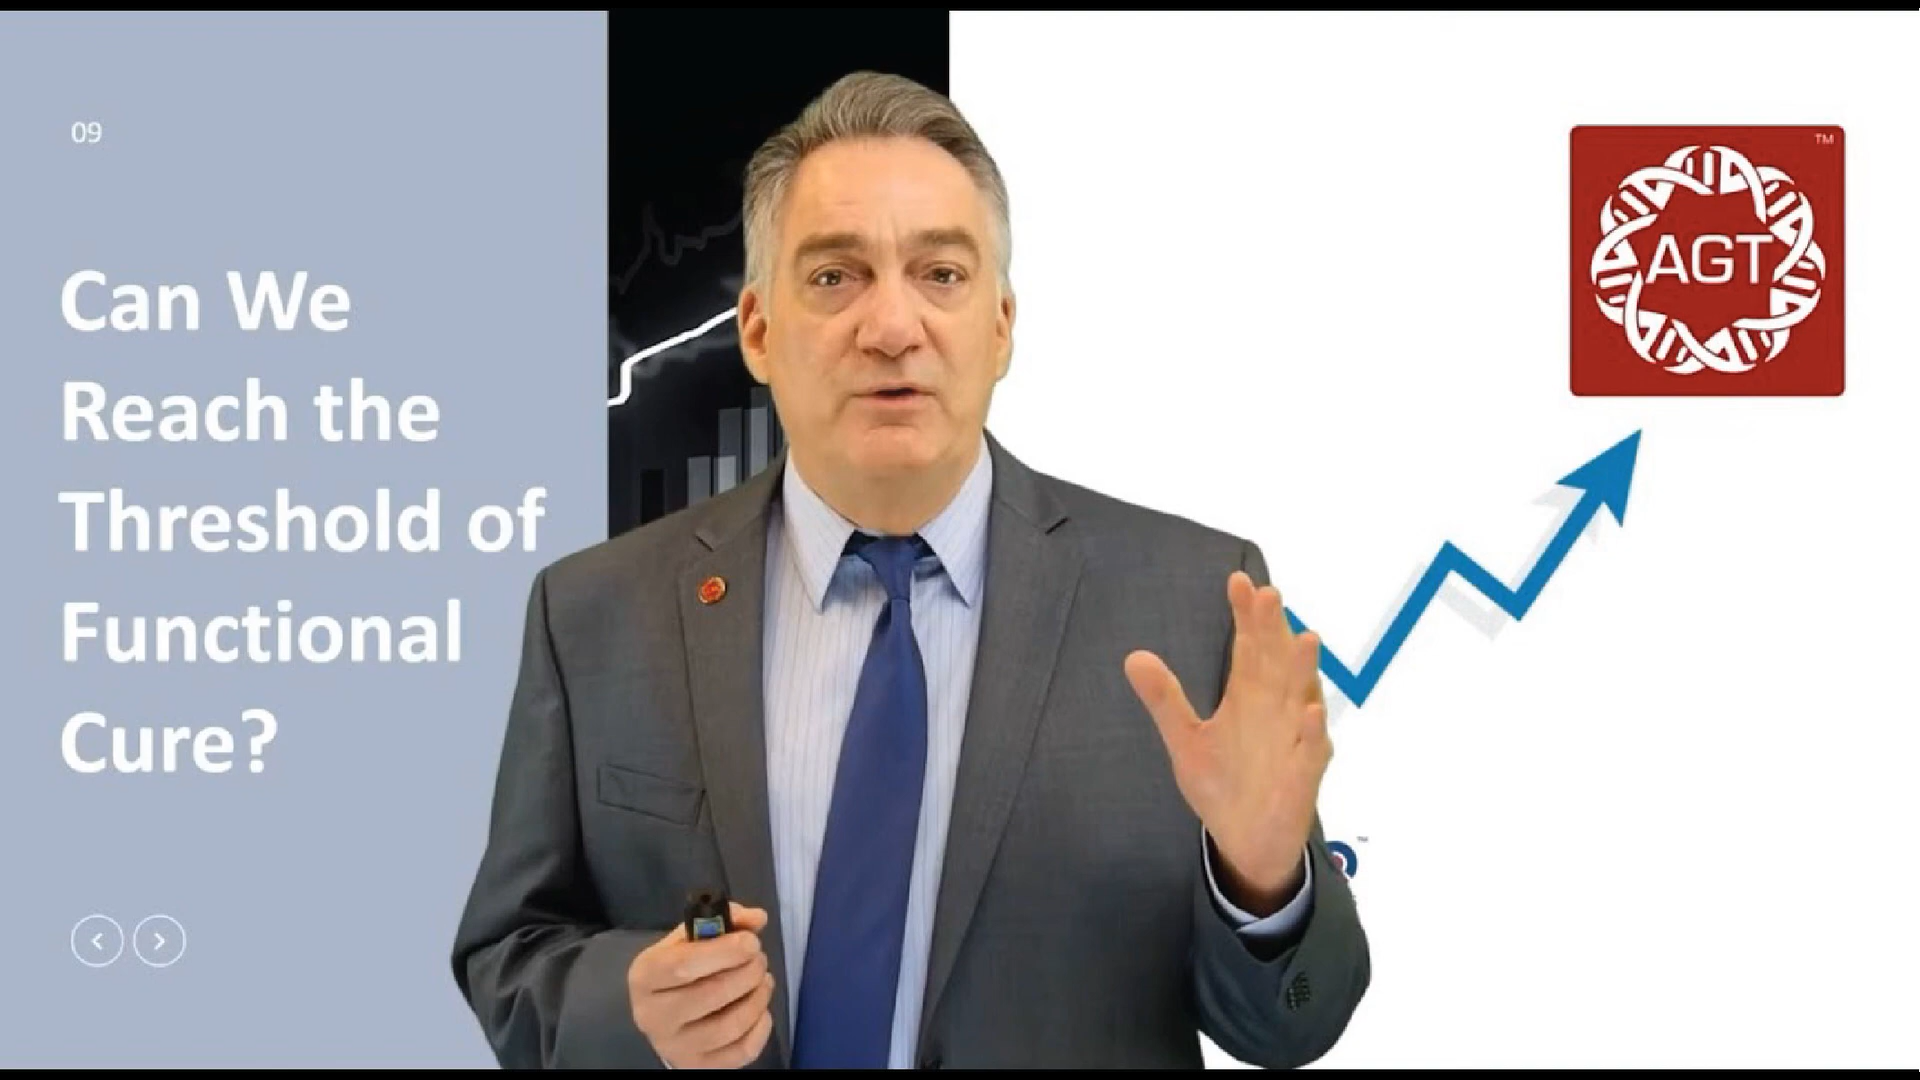 09
Can We
Reach the
Threshold of
Functional
Cure?
TM
AGT
TM